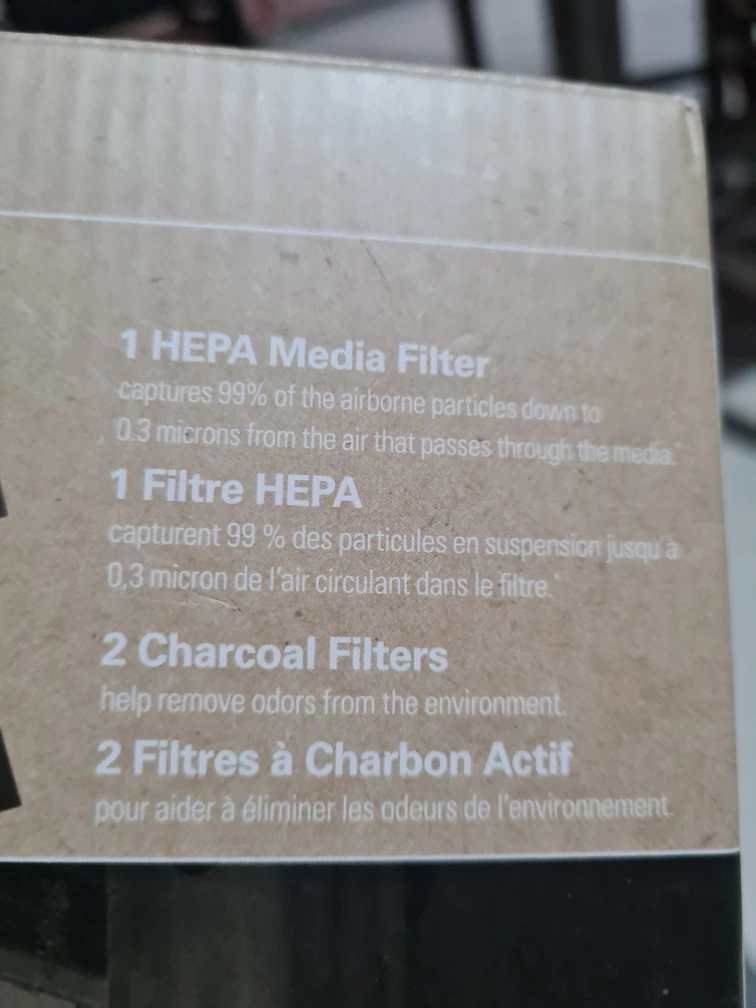 1 HEPA Media Filter
captures 99% of the airborne particles down to
0.3 microns from the air that passes through the media.
1 Filtre HEPA
capturent 99 % des particules en suspension jusqu'à
0,3 micron de l'air circulant dans le filtre.
2 Charcoal Filters
help remove odors from the environment.
2 Filtres à Charbon Actif
pour aider à éliminer les odeurs de l'environnement.